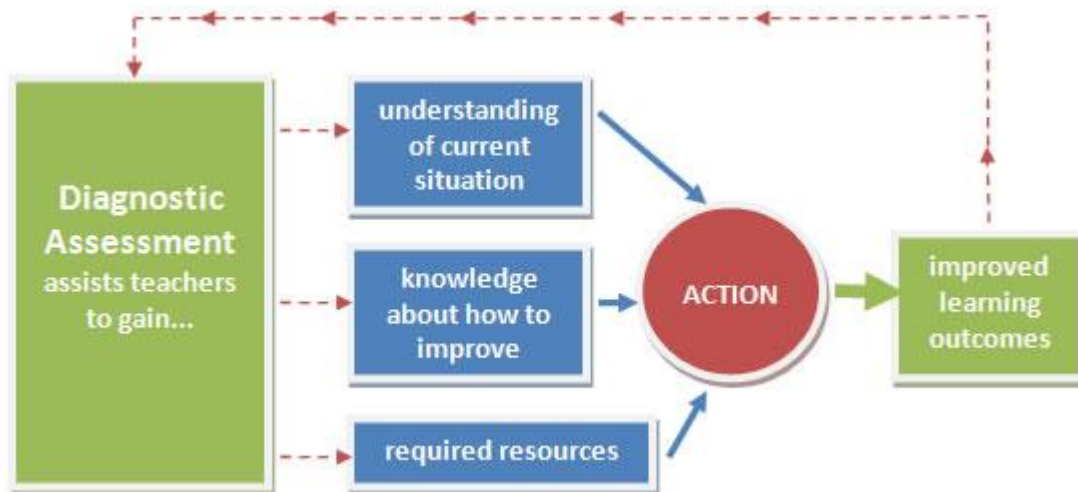 Diagnostic
Assessment
assists teachers
to gain...
understanding
of current
situation
knowledge
about how to
improve
required resources
ACTION
improved
learning
outcomes